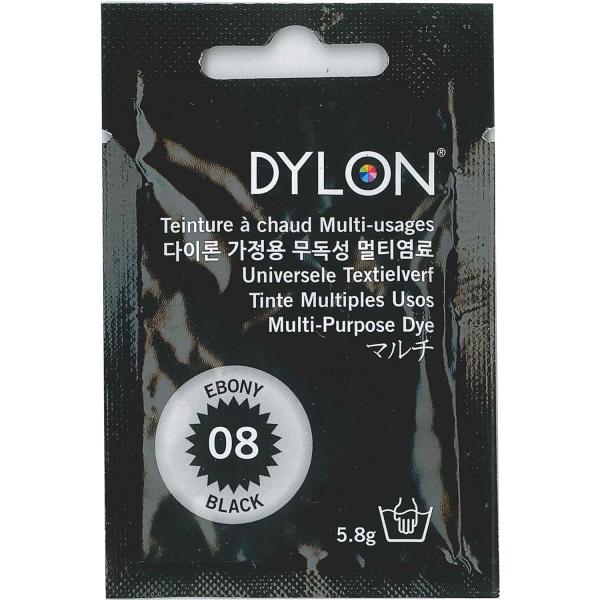 DYLON®
Teinture à chaud Multi-usages
다이론 가정용 무독성 멀티염료
Universele Textielverf
Tinte Multiples Usos
Multi-Purpose Dye
マルチ
EBONY
08
BLACK
5.8g